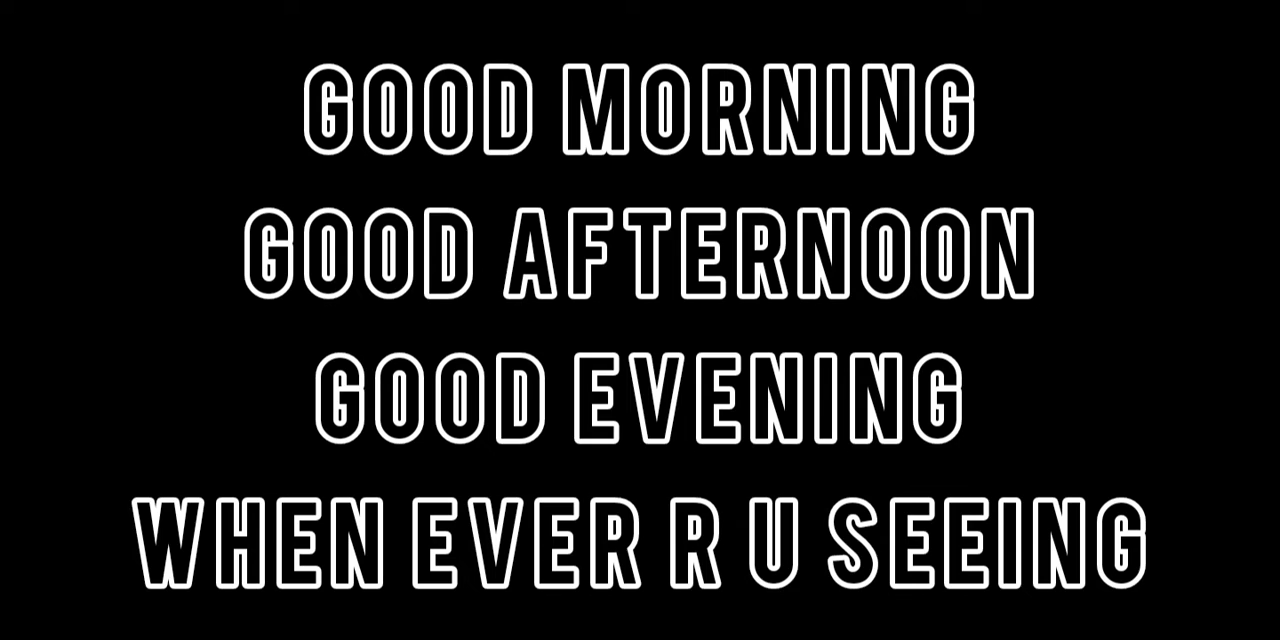 GOOD MORNING
GOOD AFTERNOON
GOOD EVENING
WHEN EVER R U SEEING